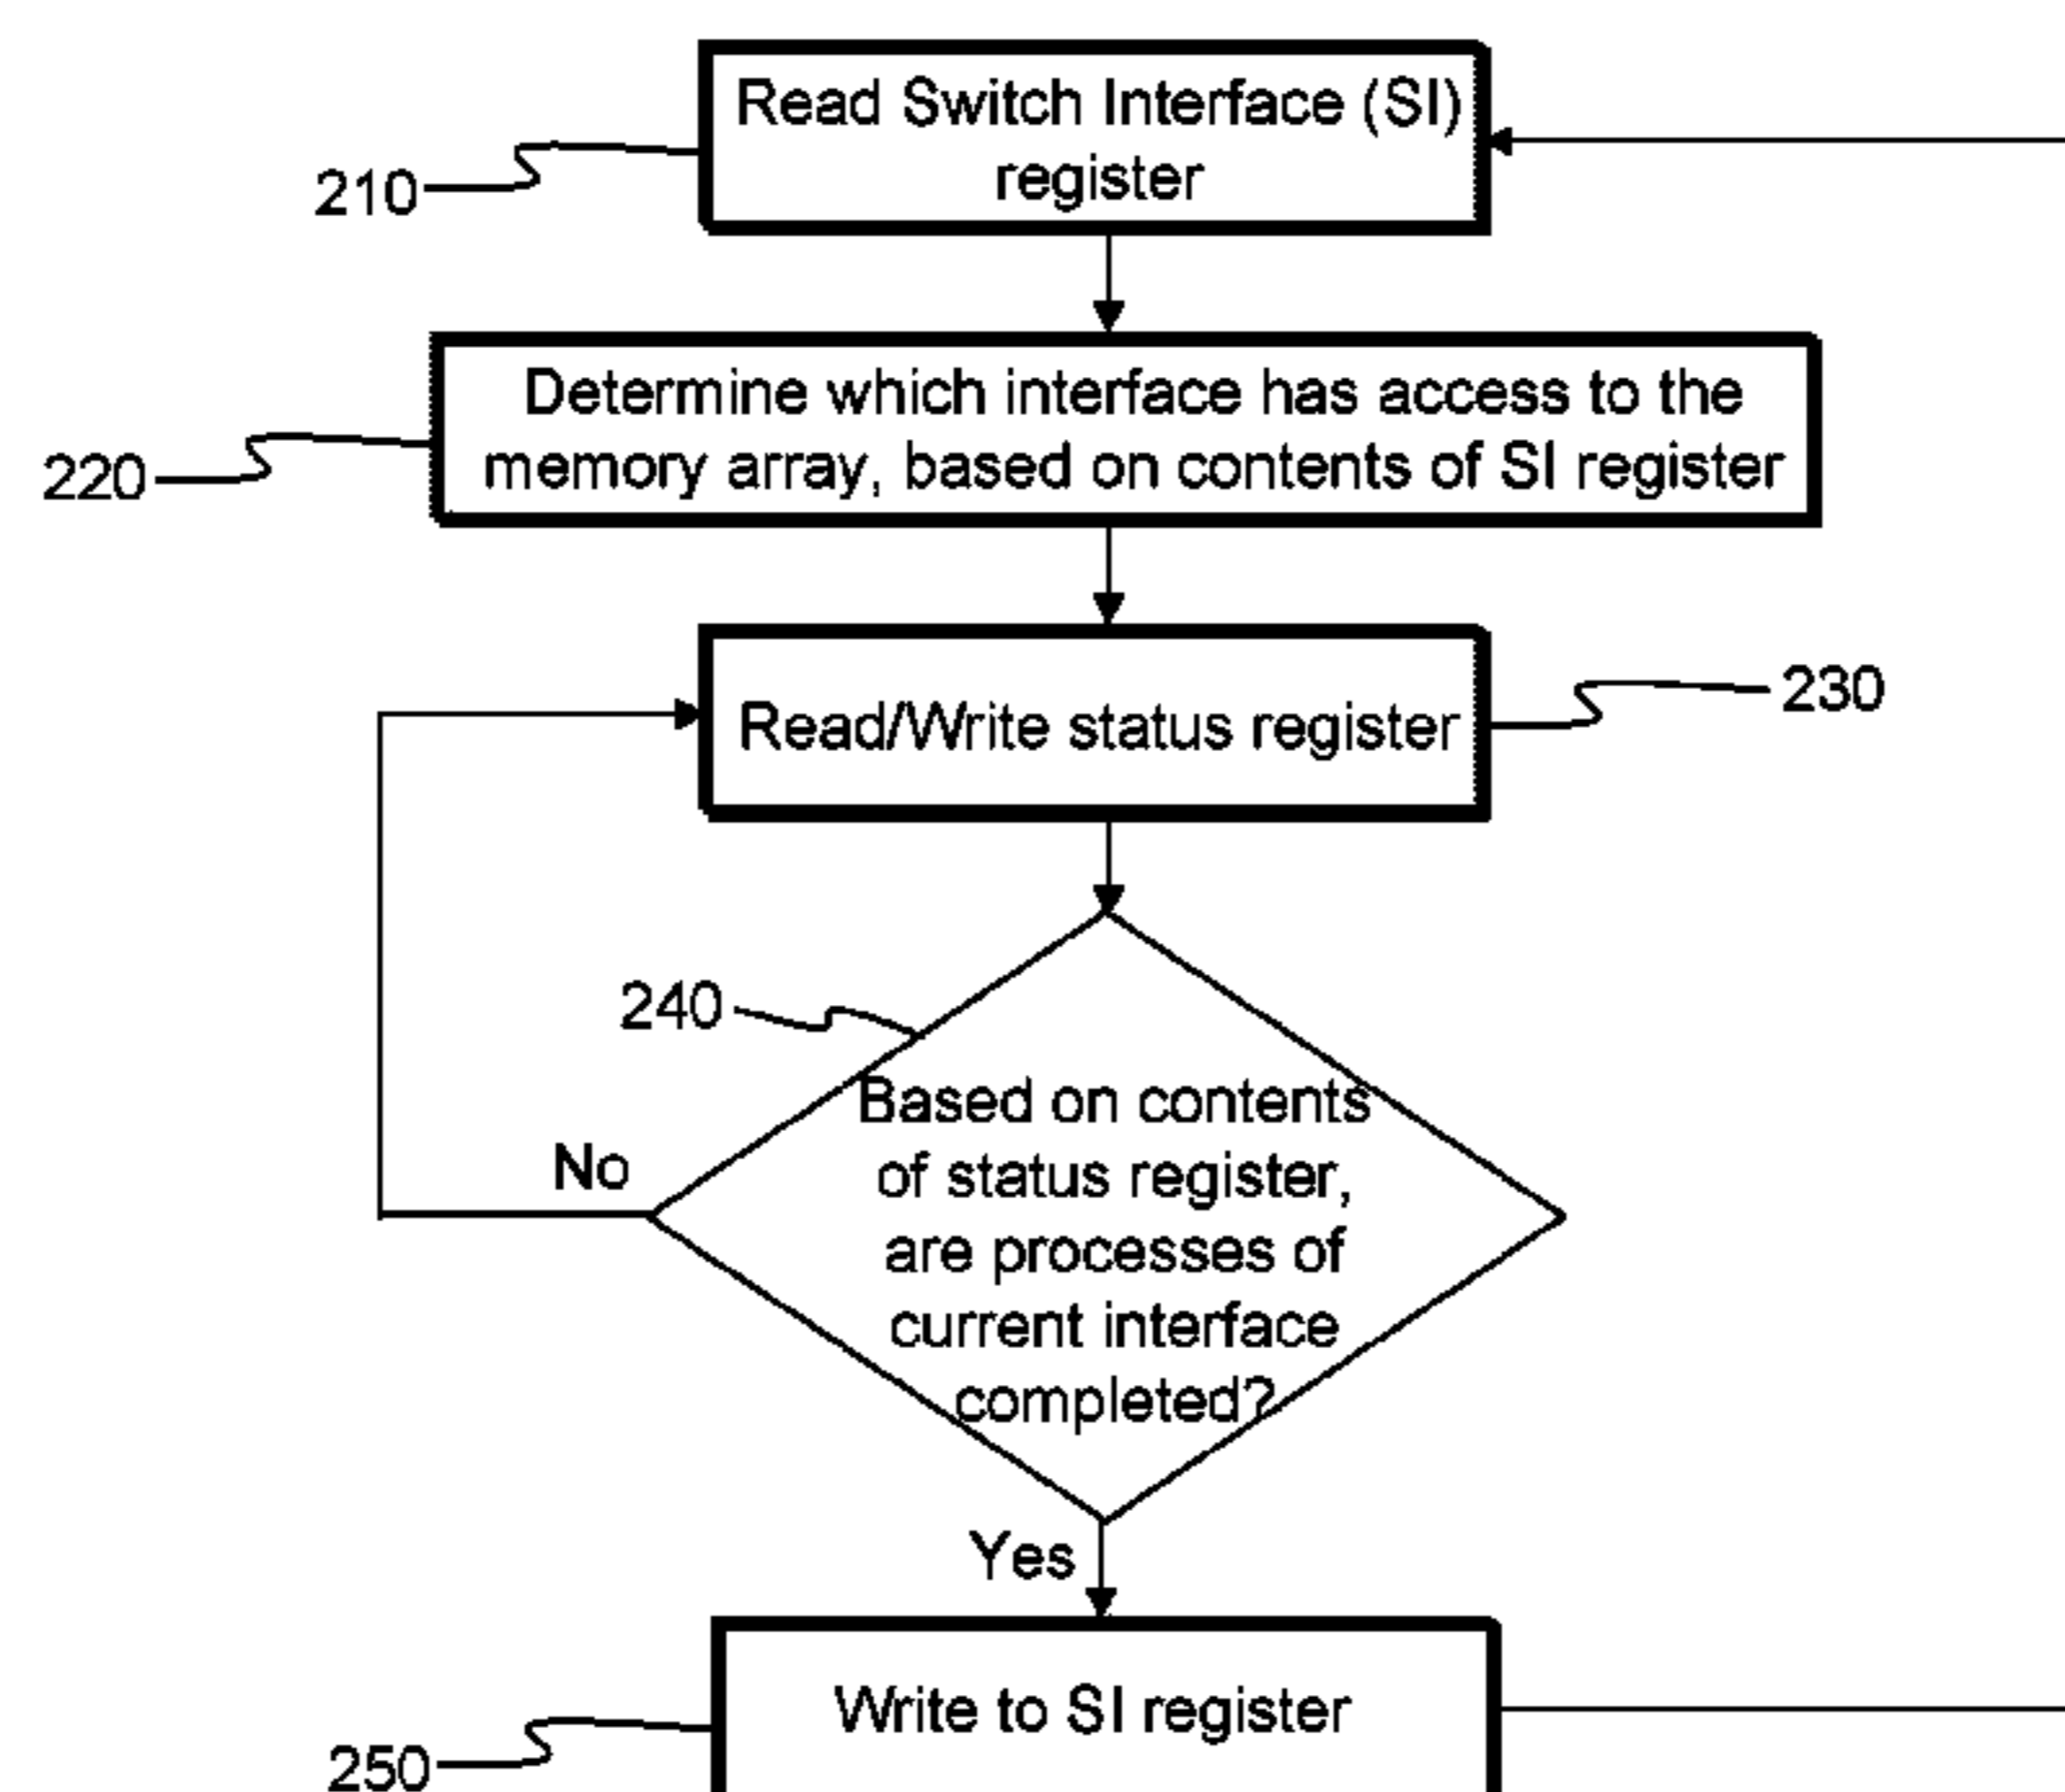 Read Switch Interface (SI)
register
210
Determine which interface has access to the
memory array, based on contents of SI register
220
Read/Write status register
230
240
Based on contents
of status register,
are processes of
current interface
completed?
No
Yes
Write to SI register
250